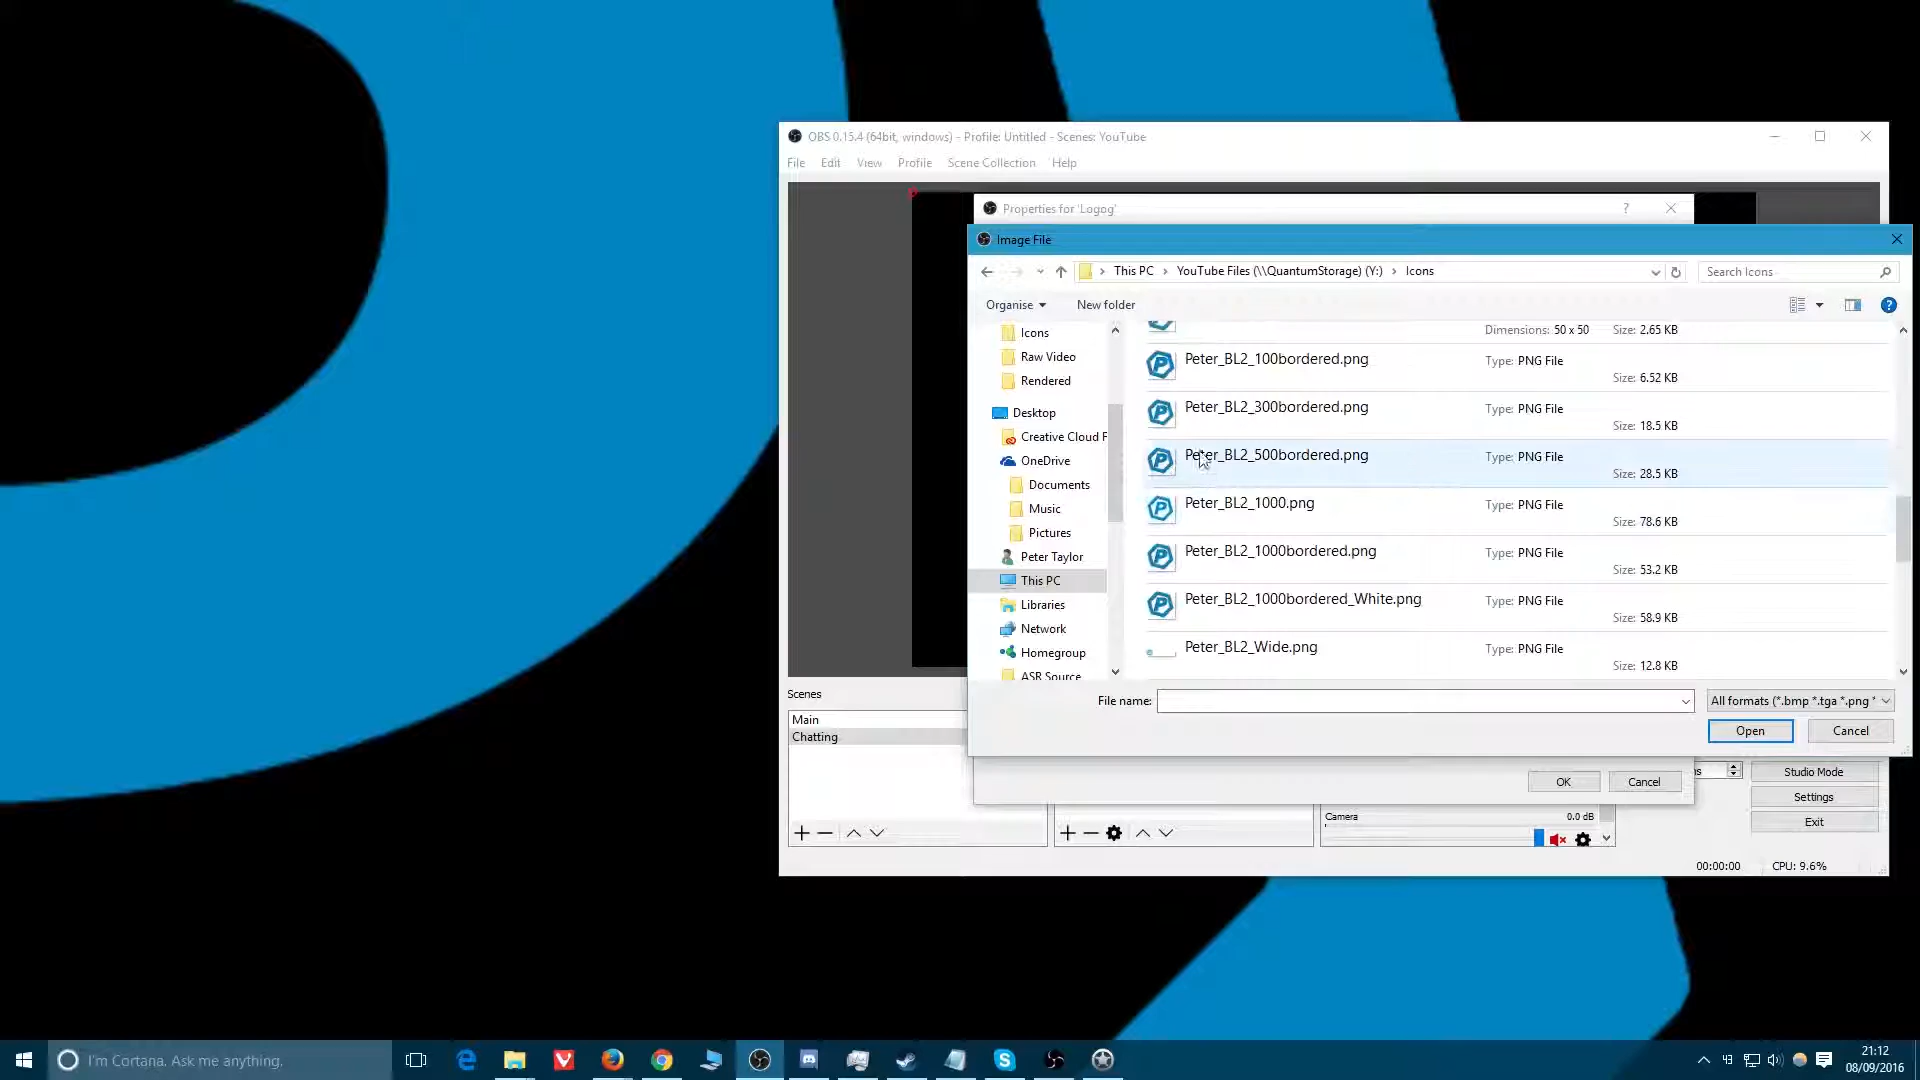 OBS 0.15.4 (64bit, windows) - Profile: Untitled - Scenes: YouTube
File Edit View Profile Scene Collection Help
Properties for 'Logog'
?
Image File
This PC > YouTube Files (\\QuantumStorage) (Y:) > Icons
Search Icons
Organise
New folder
Icons
Raw Video
Rendered
Desktop
Creative Cloud F
OneDrive
Documents
Music
Pictures
Peter Taylor
This PC
Libraries
Network
Homegroup
ASR Source
Dimensions: 50 x 50 Size: 2.65 KB
Peter_BL2_100bordered.png Type: PNG File
Size: 6.52 KB
Peter_BL2_300bordered.png Type: PNG File
Size: 18.5 KB
Peter_BL2_500bordered.png Type: PNG File
Size: 28.5 KB
Peter_BL2_1000.png Type: PNG File
Size: 78.6 KB
Peter_BL2_1000bordered.png Type: PNG File
Size: 53.2 KB
Peter_BL2_1000bordered_White.png Type: PNG File
Size: 58.9 KB
Peter_BL2_Wide.png Type: PNG File
Size: 12.8 KB
File name:
All formats (*.bmp *.tga *.png *
Open Cancel
Scenes
Main
Chatting
OK Cancel
ns
Studio Mode
Settings
Exit
Camera 0.0 dB
00:00:00 CPU: 9.6%
I'm Cortana. Ask me anything.
43
21:12
08/09/2016